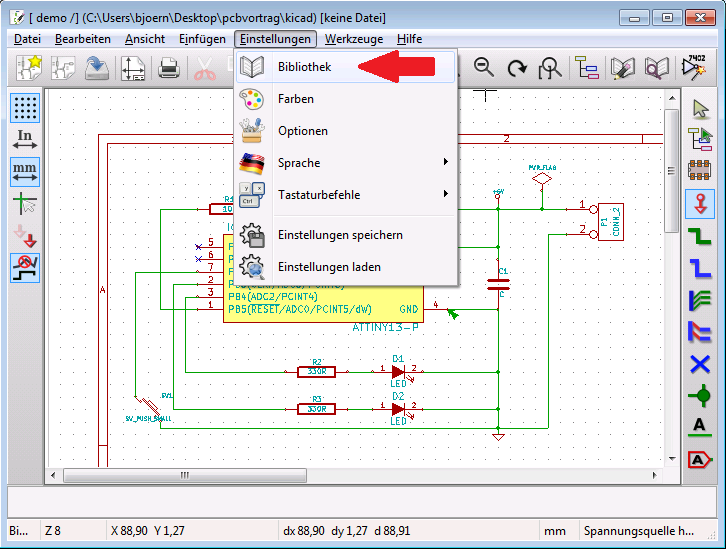 [ demo /] (C:\Users\bjoern\Desktop\pcbvortrag\kicad) [keine Datei]
Datei Bearbeiten Ansicht Einfügen Einstellungen Werkzeuge Hilfe
Bibliothek
Farben
Optionen
Sprache
Tastaturbefehle
Ctrl
Einstellungen speichern
Einstellungen laden
7402
In
mm
2
PWR_FLAG
+5V
R1
5
6
7
2
3
1
PB4(ADC2/PCINT4)
PB5(RESET/ADC0/PCINT5/dW)
GND
4
ATTINY13-P
C1
C
1
2
P1
CONN_2
A
R2
330R
D1
1
2
LED
R3
330R
D2
1
2
LED
SW1
SW_PUSH_SMALL
A
A
Bi... Z 8 X 88,90 Y 1,27 dx 88,90 dy 1,27 d 88,91 mm Spannungsquelle h...